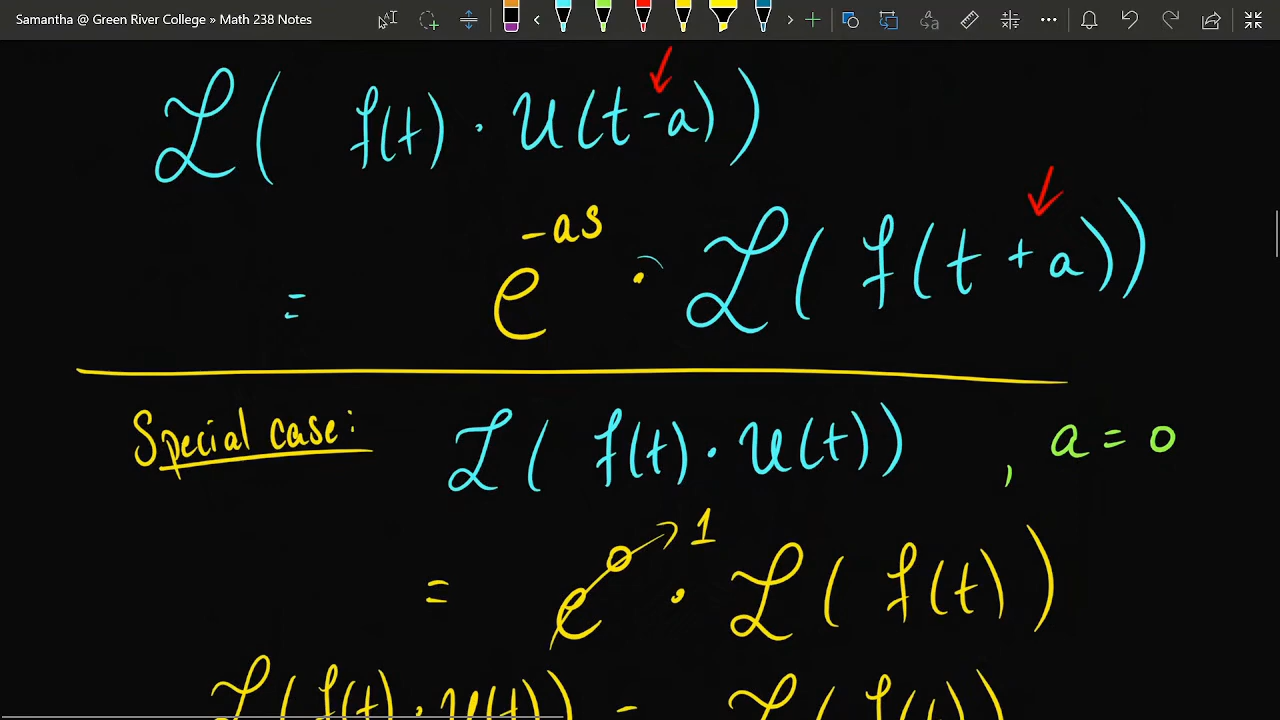 Samantha @ Green River College » Math 238 Notes
ℒ( f(t) · u(t-a))
= e^-as · ℒ( f(t + a))
Special case: ℒ( f(t) · u(t)) , a = 0
= e^0 → 1 · ℒ( f(t) )
ℒ( f(t) · u(t)) = ℒ( f(t) )